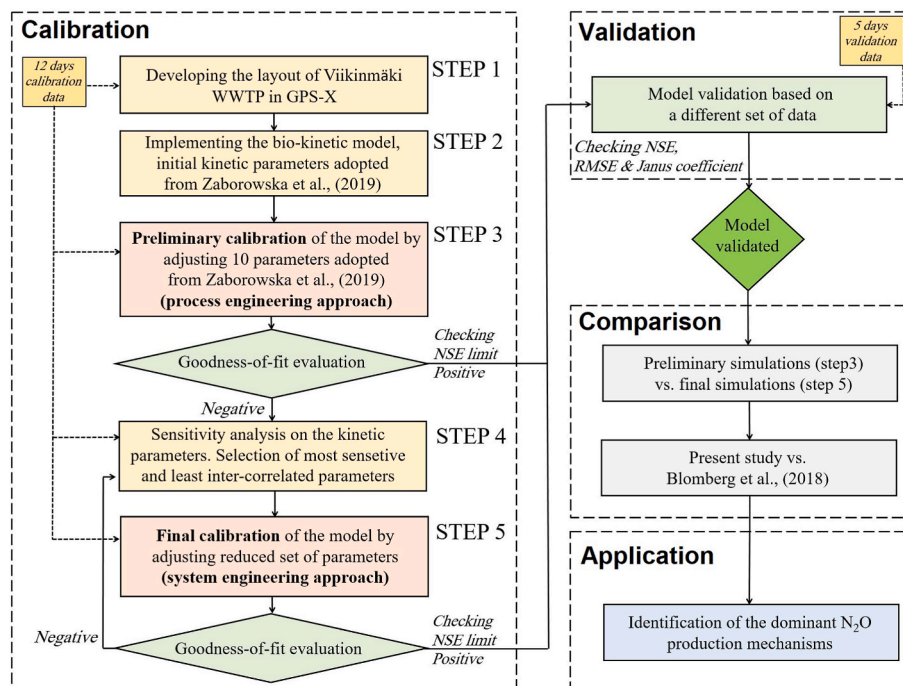 Calibration
12 days
calibration
data
Developing the layout of Viikinmäki
WWTP in GPS-X
STEP 1
Implementing the bio-kinetic model,
initial kinetic parameters adopted
from Zaborowska et al., (2019)
STEP 2
Preliminary calibration of the model by
adjusting 10 parameters adopted
from Zaborowska et al., (2019)
(process engineering approach)
STEP 3
Goodness-of-fit evaluation
Checking
NSE limit
Positive
Negative
Sensitivity analysis on the kinetic
parameters. Selection of most sensetive
and least inter-correlated parameters
STEP 4
Final calibration of the model by
adjusting reduced set of parameters
(system engineering approach)
STEP 5
Negative
Goodness-of-fit evaluation
Checking
NSE limit
Positive
Validation
5 days
validation
data
Model validation based on
a different set of data
Checking NSE,
RMSE & Janus coefficient
Model
validated
Comparison
Preliminary simulations (step3)
vs. final simulations (step 5)
Present study vs.
Blomberg et al., (2018)
Application
Identification of the dominant N₂O
production mechanisms